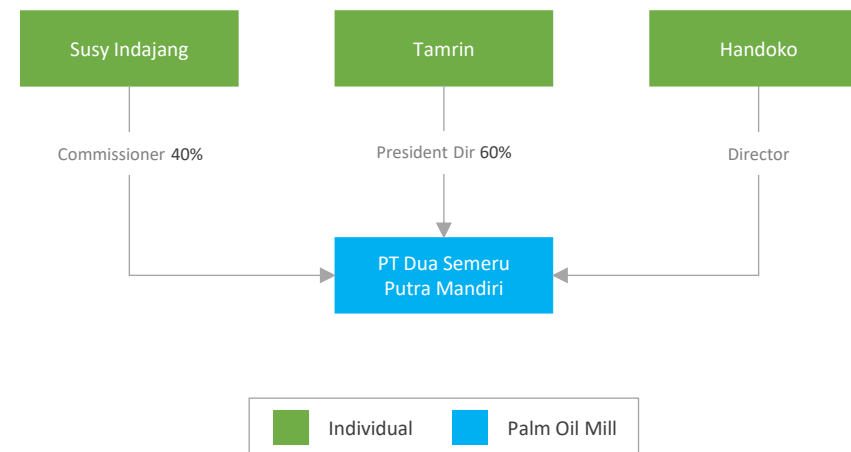 Susy Indajang
Tamrin
Handoko
Commissioner 40%
President Dir 60%
Director
PT Dua Semeru
Putra Mandiri
Individual
Palm Oil Mill